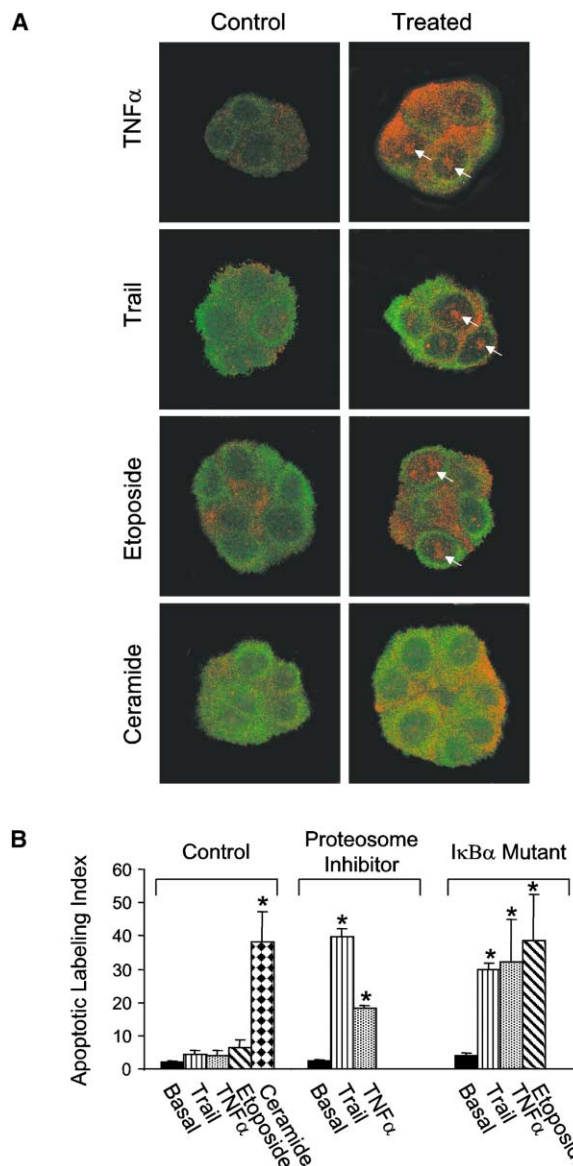 A
Control Treated
TNFα
Trail
Etoposide
Ceramide
B
Control Proteosome Inhibitor IκBα Mutant
Apoptotic Labeling Index
60
50
40
30
20
10
0
* * * * * *
Basal Trail TNFα Etoposide Ceramide Basal Trail TNFα Basal Trail TNFα Etoposide